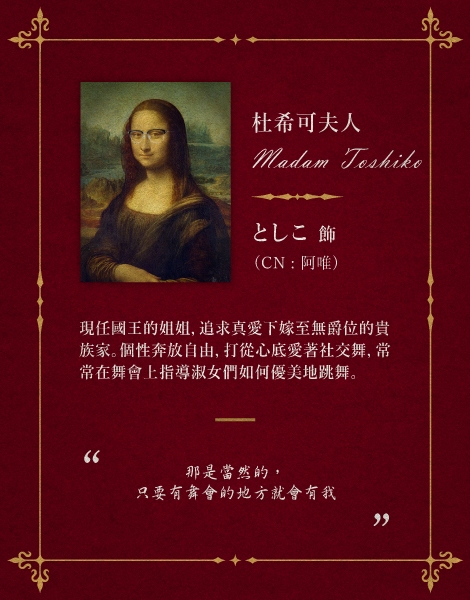 杜希可夫人
Madam Toshiko
としこ 飾
（CN：阿唯）
現任國王的姐姐，追求真愛下嫁至無爵位的貴
族家。個性奔放自由，打從心底愛著社交舞，常
常在舞會上指導淑女們如何優美地跳舞。
“
那是當然的，
只要有舞會的地方就會有我
”